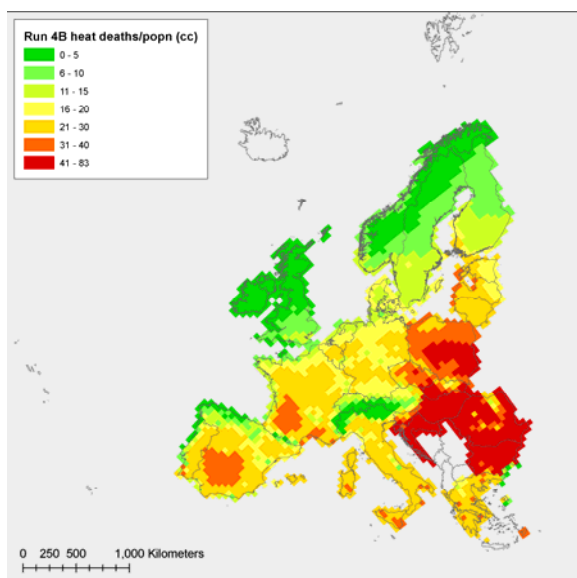 Run 4B heat deaths/popn (cc)
0 - 5
6 - 10
11 - 15
16 - 20
21 - 30
31 - 40
41 - 83
0 250 500 1,000 Kilometers